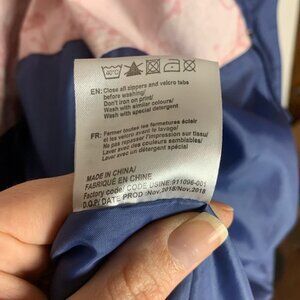 40°C
EN: Close all zippers and velcro tabs
before washing/
Don't iron on print/
Wash with similar colours/
Wash with special detergent
FR: Fermer toutes les fermetures éclair
et les velcro avant le lavage/
Ne pas repasser l'impression sur tissu/
Laver avec des couleurs semblables/
Laver avec un détergent spécial
MADE IN CHINA/
FABRIQUÉ EN CHINE
Factory code/ CODE USINE 911096-001
D.O.P/ DATE PROD :Nov.2018/Nov.2018